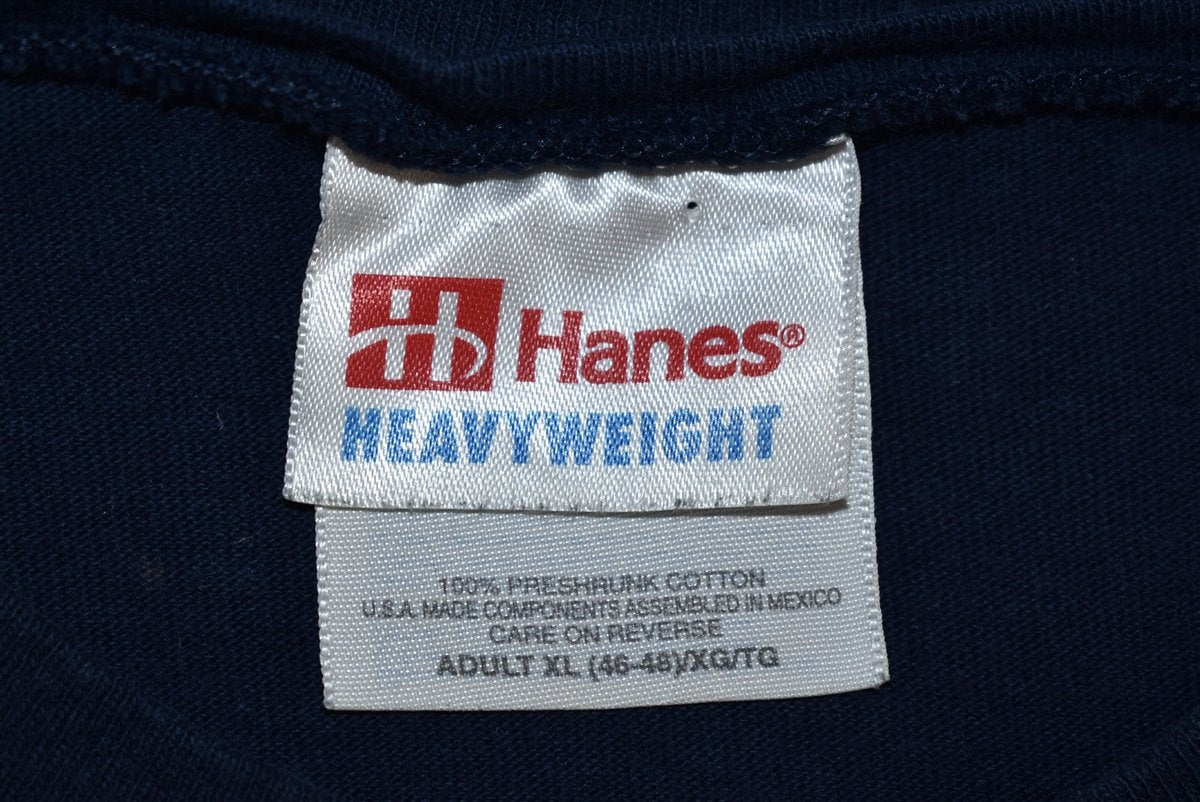 H Hanes®
HEAVYWEIGHT
100% PRESHRUNK COTTON
U.S.A. MADE COMPONENTS ASSEMBLED IN MEXICO
CARE ON REVERSE
ADULT XL (46-48)/XG/TG